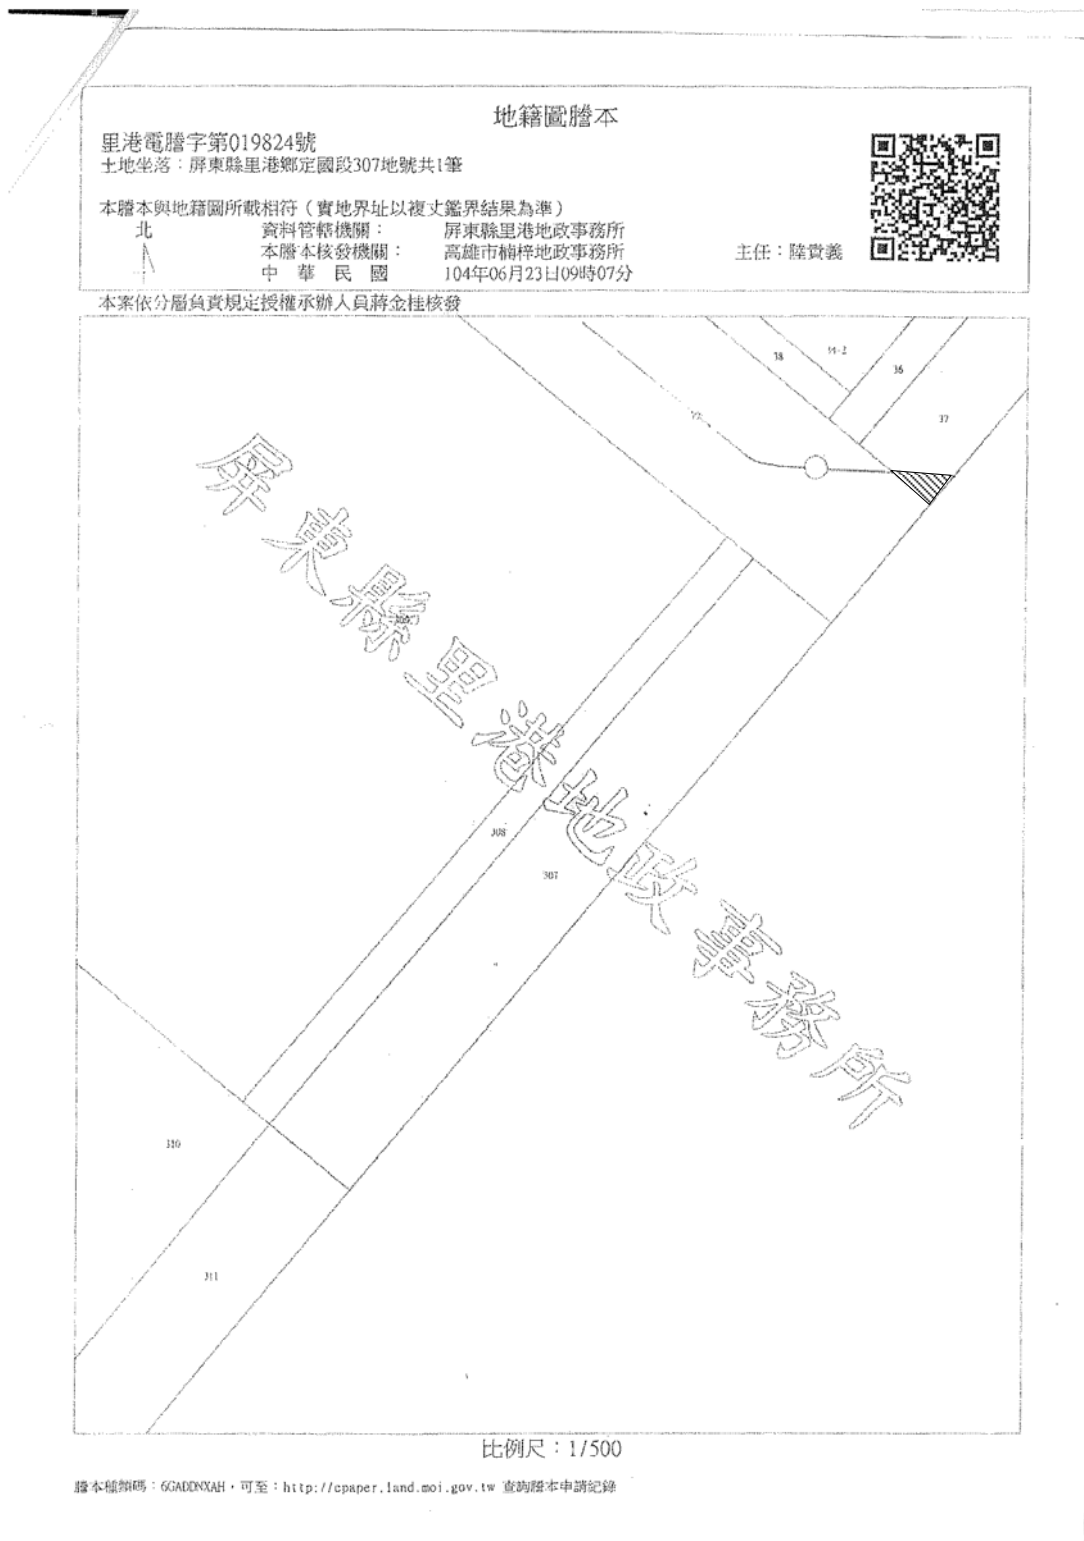 地籍圖謄本
里港電謄字第019824號
土地坐落：屏東縣里港鄉定國段307地號共1筆
本謄本與地籍圖所載相符（實地界址以複丈鑑界結果為準）
北
資料管轄機關： 屏東縣里港地政事務所
本謄本核發機關： 高雄市楠梓地政事務所 主任：陸貴義
中 華 民 國 104年06月23日09時07分
本案依分層負責規定授權承辦人員蔣金桂核發
38
36
37
屏東縣里港地政事務所
308
307
310
311
比例尺：1/500
謄本種類碼：6GADDNXAH，可至：http://cpaper.land.moi.gov.tw 查詢謄本申請記錄